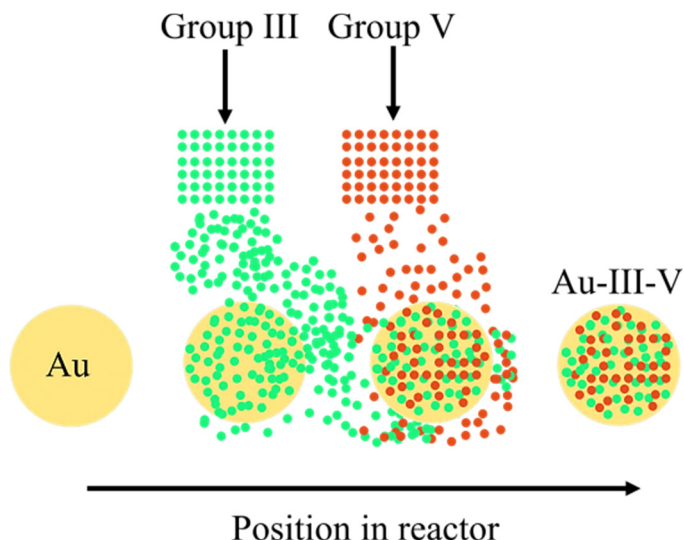 Group III
Group V
Au-III-V
Au
Position in reactor